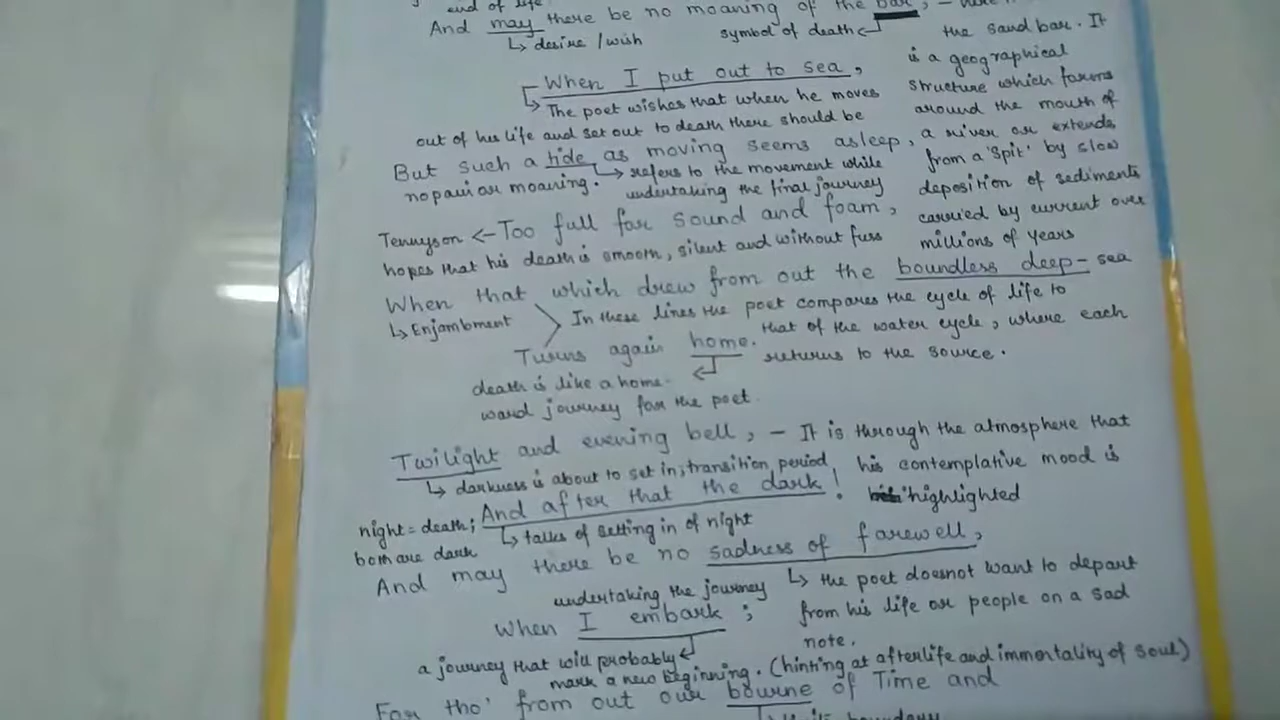 end of life
And may there be no moaning of the bar, -
↳ desire / wish
symbol of death ↵
the sand bar. It
is a geographical
structure which forms
around the mouth of
a river or extends
from a 'spit' by slow
deposition of sediments
carried by current over
millions of years
When I put out to sea,
↳ The poet wishes that when he moves
out of his life and set out to death there should be
no pain or moaning.
But such a tide as moving seems asleep,
↳ refers to the movement while
undertaking the final journey
Too full for sound and foam,
Tennyson ←
hopes that his death is smooth, silent and without fuss
When that which drew from out the boundless deep - sea
↳ Enjambment
In these lines the poet compares the cycle of life to
that of the water cycle, where each
returns to the source.
Turns again home.
death is like a home-
ward journey for the poet.
Twilight and evening bell, - It is through the atmosphere that
his contemplative mood is
highlighted
↳ darkness is about to set in; transition period
And after that the dark!
night = death;
both are dark
↳ talks of setting in of night
And may there be no sadness of farewell,
↳ the poet doesnot want to depart
from his life or people on a sad
note.
undertaking the journey
When I embark;
a journey that will probably
mark a new beginning. (hinting at afterlife and immortality of soul)
For tho' from out our bourne of Time and
boundary